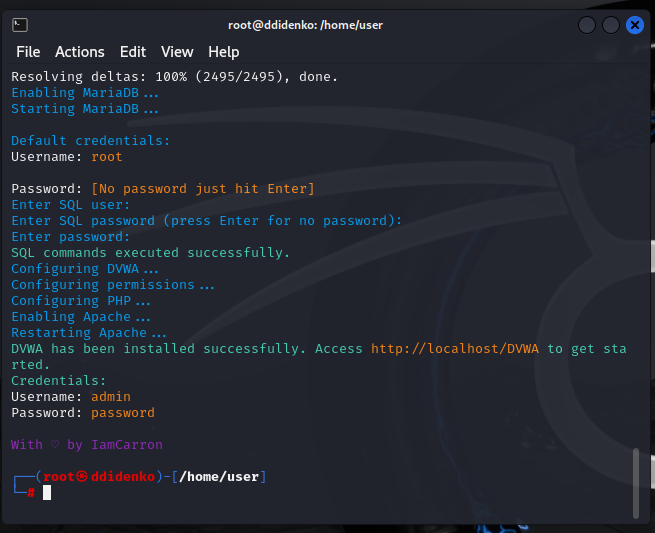 root@ddidenko: /home/user
File Actions Edit View Help
Resolving deltas: 100% (2495/2495), done.
Enabling MariaDB...
Starting MariaDB...
Default credentials:
Username: root
Password: [No password just hit Enter]
Enter SQL user:
Enter SQL password (press Enter for no password):
Enter password:
SQL commands executed successfully.
Configuring DVWA...
Configuring permissions...
Configuring PHP...
Enabling Apache...
Restarting Apache...
DVWA has been installed successfully. Access http://localhost/DVWA to get sta
rted.
Credentials:
Username: admin
Password: password
With ♡ by IamCarron
┌──(root㉿ddidenko)-[/home/user]
└─#